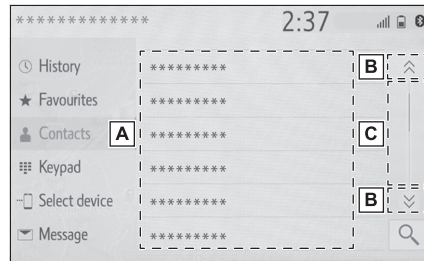 ************* 2:37
History *********
B
Favourites *********
Contacts A ********* C
Keypad *********
Select device ********* B
Message *********